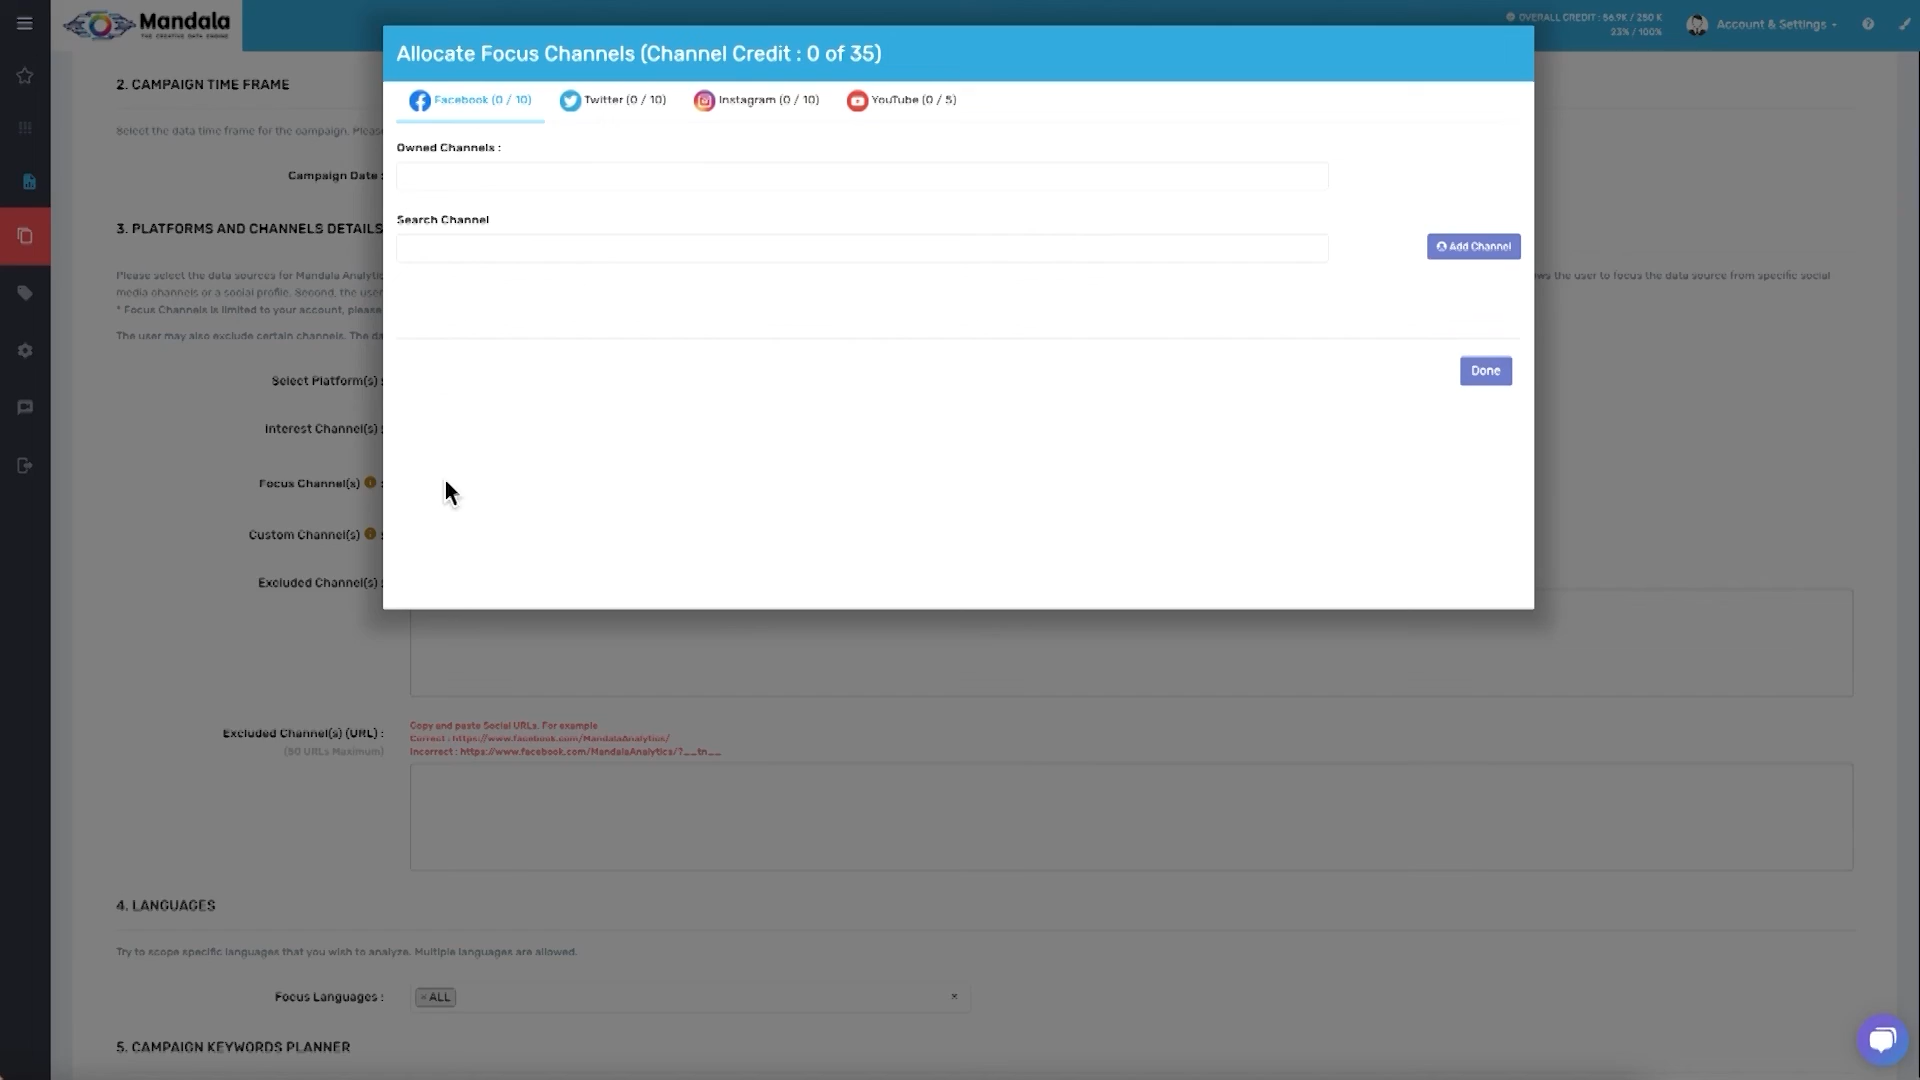 Mandala
THE CREATIVE DATA ENGINE
OVERALL CREDIT : 56.9K / 250 K
23% / 100%
Account & Settings
Allocate Focus Channels (Channel Credit : 0 of 35)
Facebook (0 / 10)
Twitter (0 / 10)
Instagram (0 / 10)
YouTube (0 / 5)
Owned Channels :
Search Channel
Add Channel
Done
2. CAMPAIGN TIME FRAME
Select the data time frame for the campaign. Pleas
Campaign Date :
3. PLATFORMS AND CHANNELS DETAILS
Please select the data sources for Mandala Analytic
ws the user to focus the data source from specific social
media channels or a social profile. Second, the user
* Focus Channels is limited to your account, please
The user may also exclude certain channels. The da
Select Platform(s) :
Interest Channel(s) :
Focus Channel(s) :
Custom Channel(s) :
Excluded Channel(s) :
Excluded Channel(s) (URL) :
(50 URLs Maximum)
Copy and paste Social URLs. For example
Correct : https://www.facebook.com/MandalaAnalytics/
Incorrect : https://www.facebook.com/MandalaAnalytics/?__tn__
4. LANGUAGES
Try to scope specific languages that you wish to analyze. Multiple languages are allowed.
Focus Languages :
× ALL
×
5. CAMPAIGN KEYWORDS PLANNER